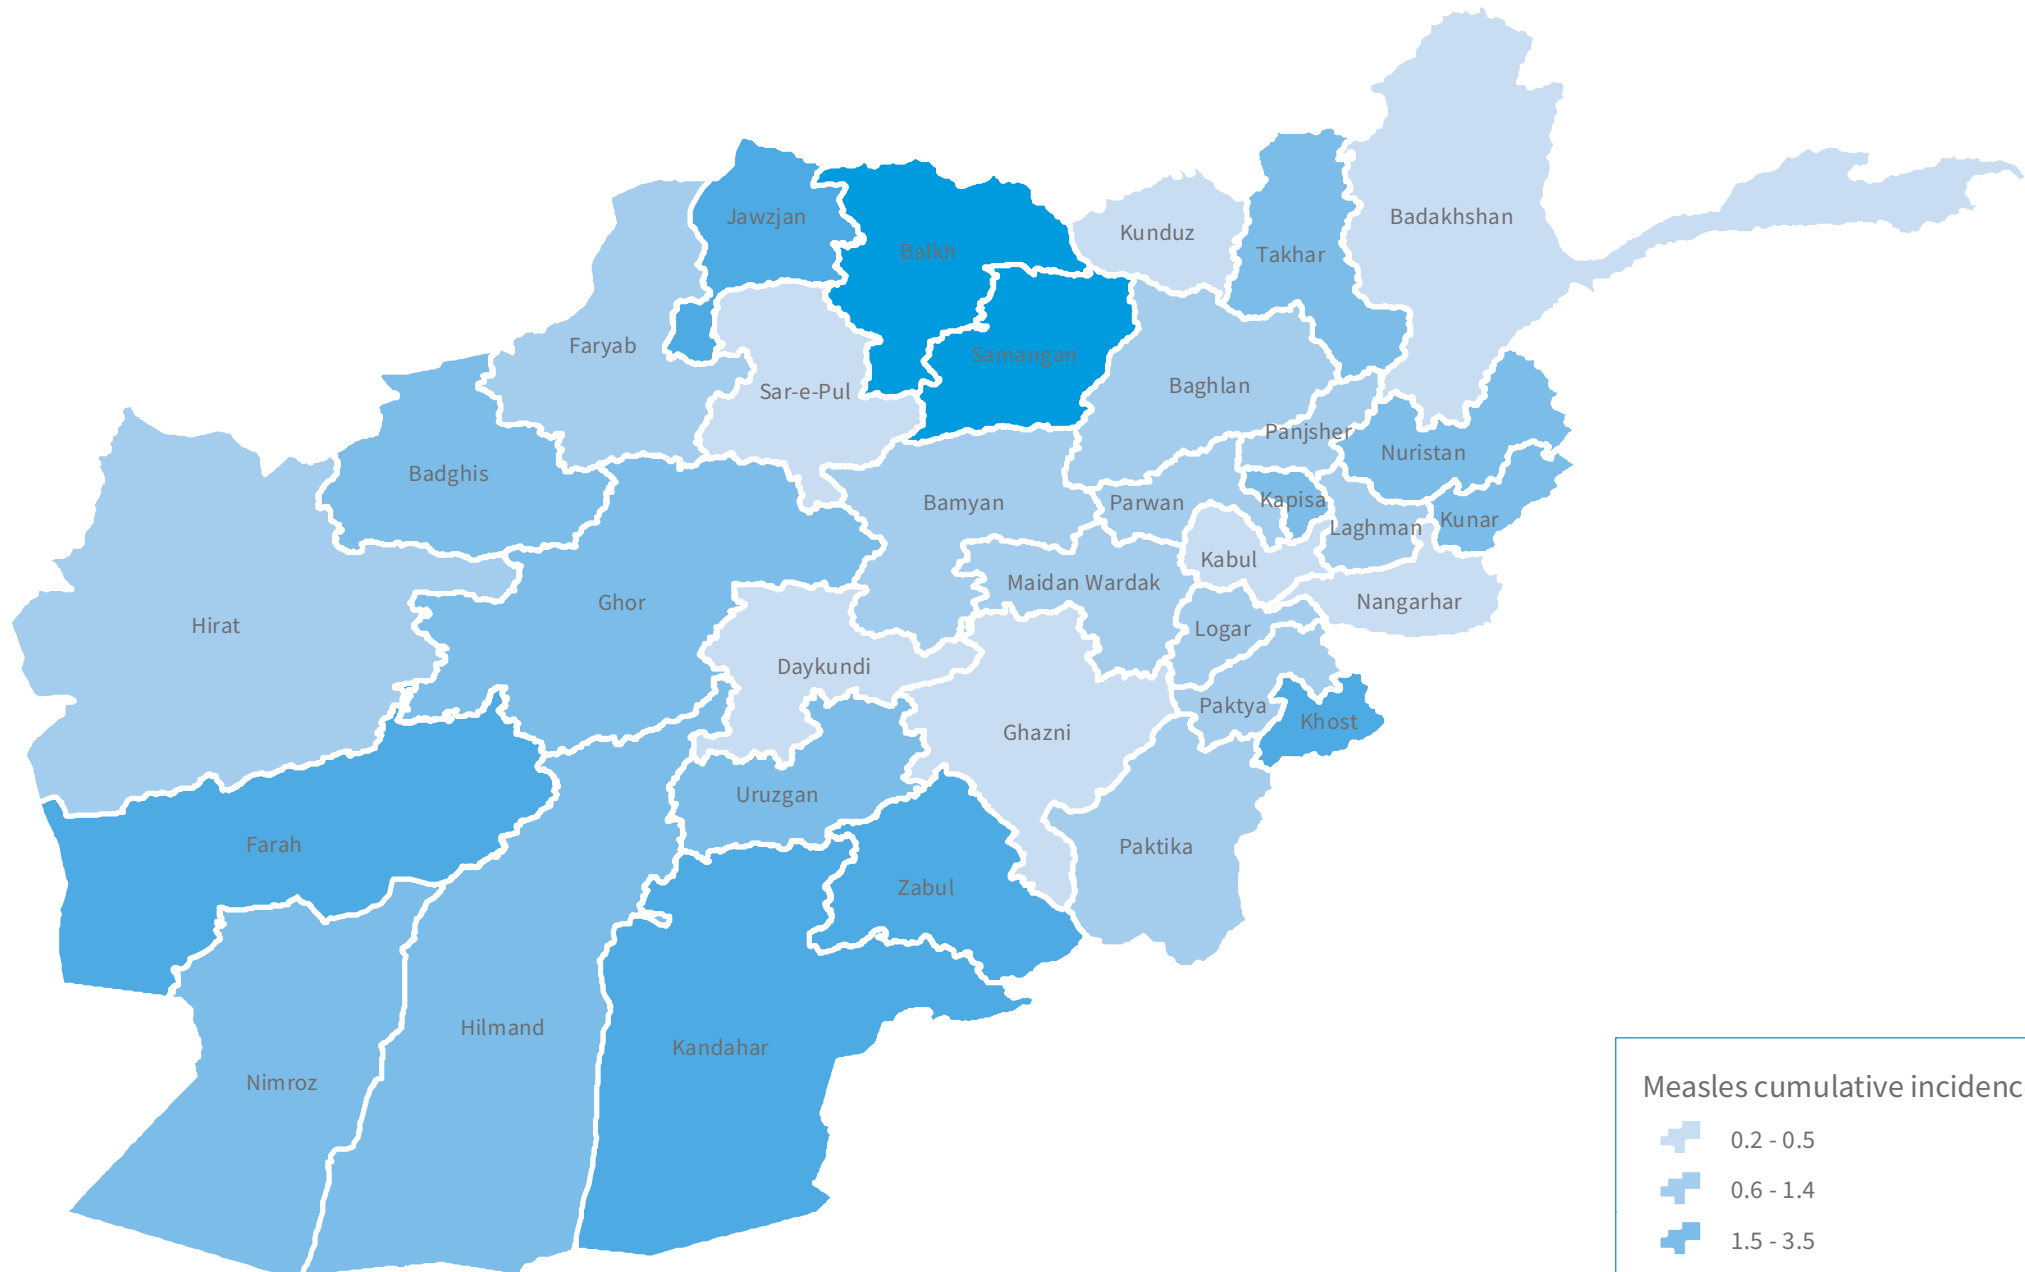 Jawzjan
Badakhshan
Kunduz
Balkh
Takhar
Faryab
Samangan
Baghlan
Sar-e-Pul
Panjsher
Nuristan
Badghis
Kapisa
Bamyan
Parwan
Kunar
Laghman
Kabul
Maidan Wardak
Nangarhar
Ghor
Hirat
Logar
Daykundi
Paktya
Khost
Ghazni
Uruzgan
Farah
Paktika
Zabul
Hilmand
Kandahar
Nimroz
Measles cumulative incidenc
0.2 - 0.5
0.6 - 1.4
1.5 - 3.5